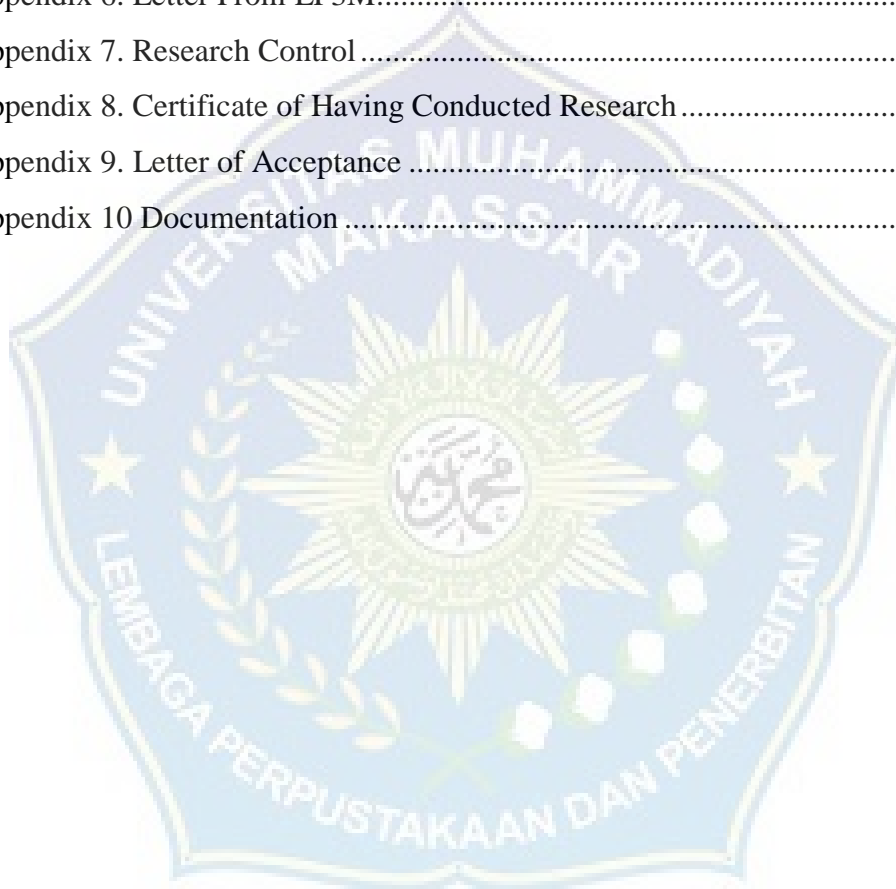 ppendix 6. Letter From LP3M
ppendix 7. Research Control ........................................................................
ppendix 8. Certificate of Having Conducted Research ...........................
ppendix 9. Letter of Acceptance ..................................................................
ppendix 10 Documentation ..........................................................................
UNIVERSITAS MUHAMMADIYAH
MAKASSAR
محمدية
LEMBAGA PERPUSTAKAAN DAN PENERBITAN